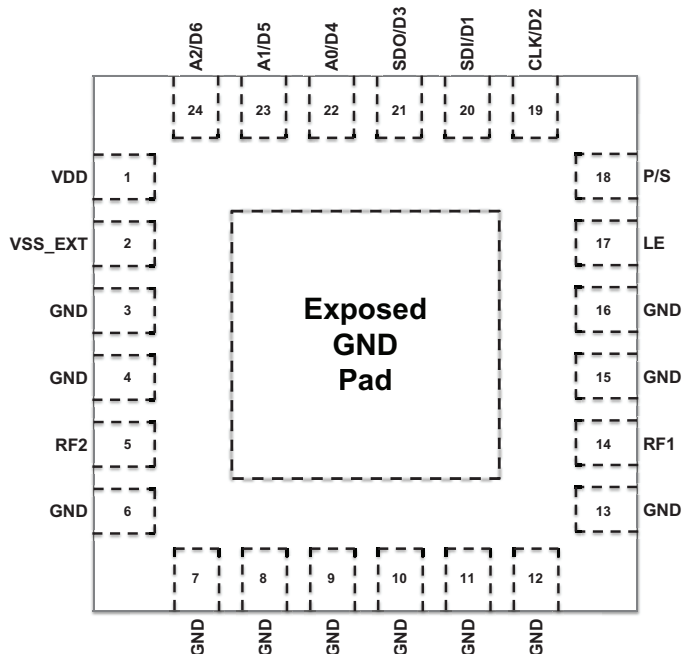 A2/D6
A1/D5
A0/D4
SDO/D3
SDI/D1
CLK/D2
24
23
22
21
20
19
VDD
1
18
P/S
VSS_EXT
2
17
LE
GND
3
16
GND
GND
4
15
GND
RF2
5
14
RF1
GND
6
13
GND
Exposed
GND
Pad
7
8
9
10
11
12
GND
GND
GND
GND
GND
GND